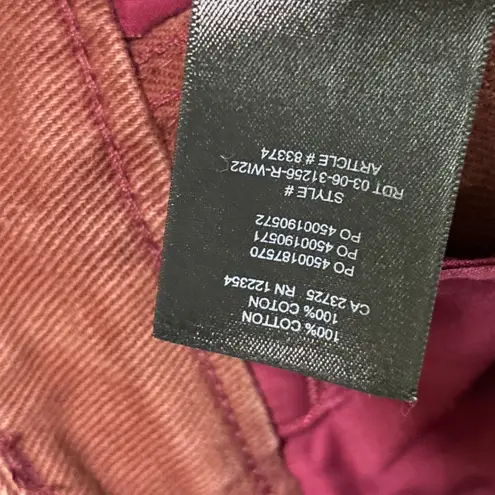 100% COTTON
100% COTON
CA 23725 RN 122354
PO 4500187570
PO 4500190571
PO 4500190572
STYLE #
RDT 03-06-31256-R-WI22
ARTICLE # 83374